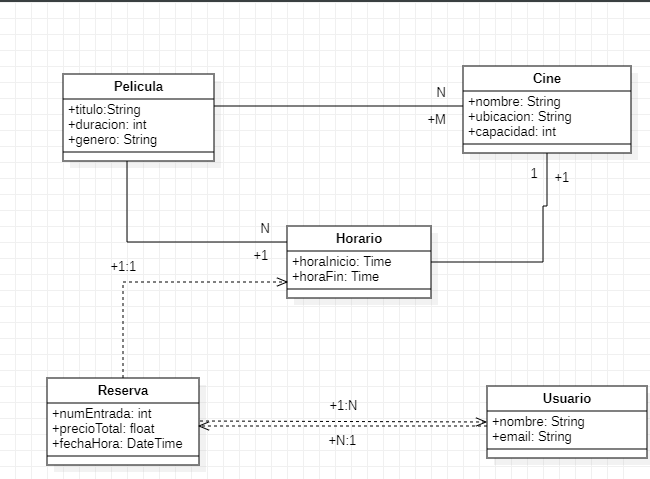 Pelicula
+titulo:String
+duracion: int
+genero: String
N
+M
Cine
+nombre: String
+ubicacion: String
+capacidad: int
1
+1
N
+1
Horario
+horaInicio: Time
+horaFin: Time
+1:1
Reserva
+numEntrada: int
+precioTotal: float
+fechaHora: DateTime
+1:N
+N:1
Usuario
+nombre: String
+email: String